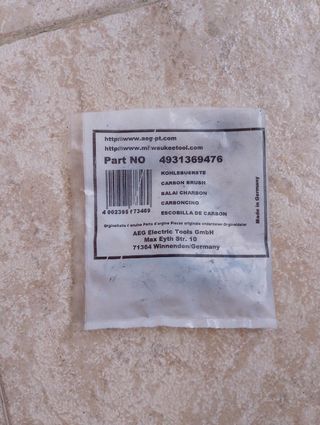 http://www.aeg-pt.com
http://www.milwaukeetool.com
Part NO 4931369476
KOHLEBUERSTE
CARBON BRUSH
BALAI CHARBON
CARBONCINO
ESCOBILLA DE CARBON
Made in Germany
4 002395 173469
AEG Electric Tools GmbH
Max Eyth Str. 10
71364 Winnenden/Germany